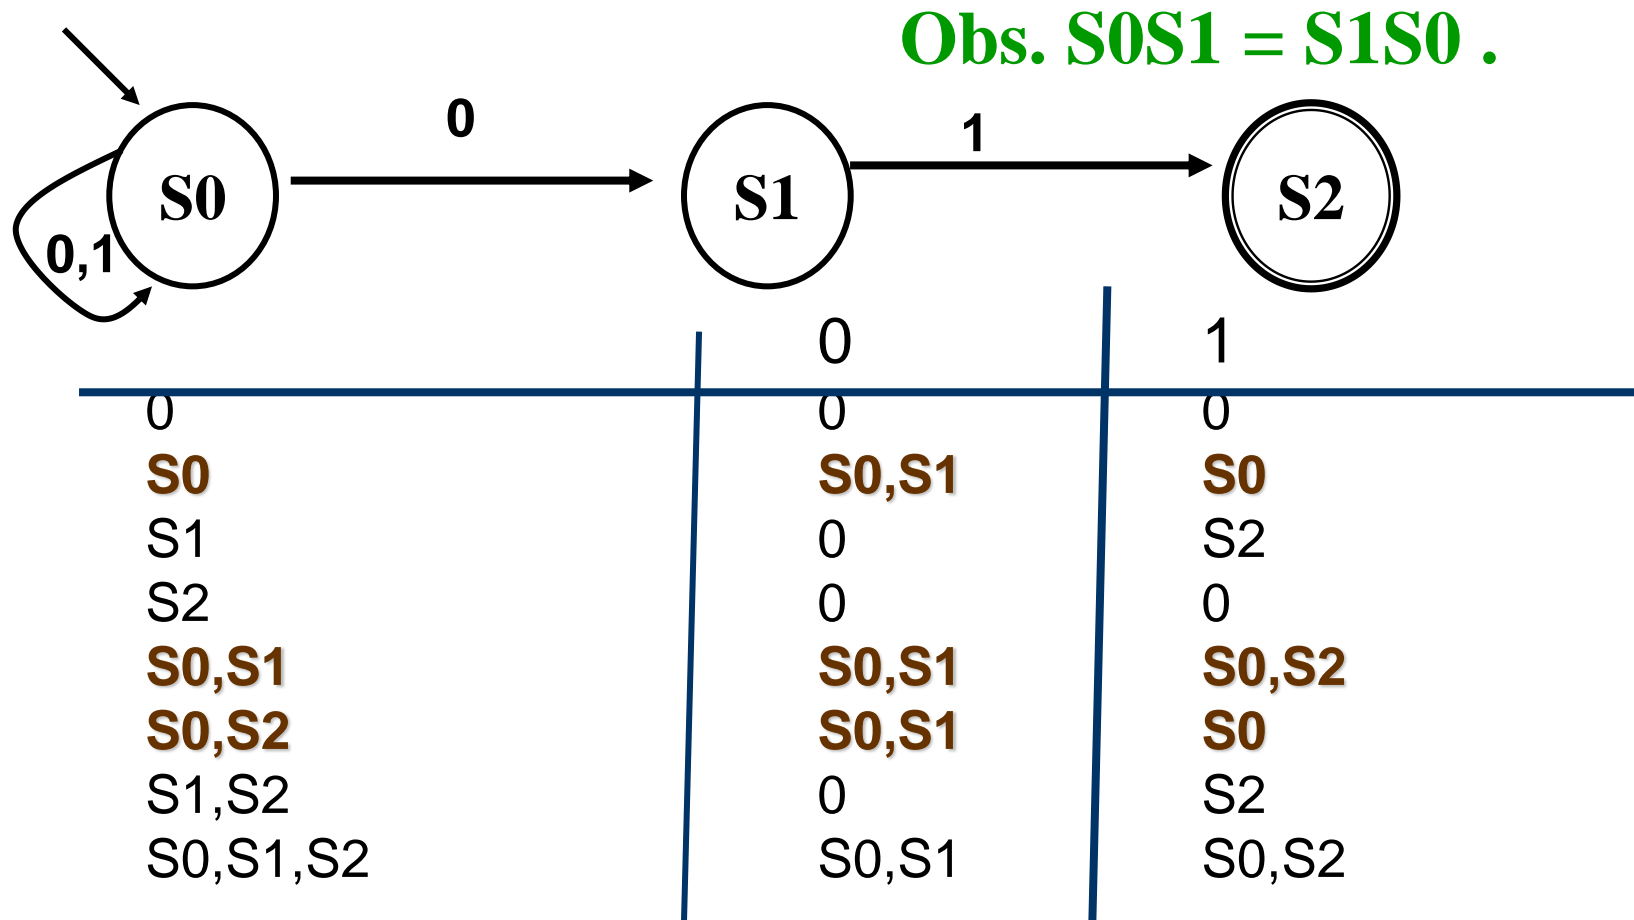 Obs. S0S1 = S1S0 .
0
1
S0
S1
S2
0,1
0 1
0 0 0
S0 S0,S1 S0
S1 0 S2
S2 0 0
S0,S1 S0,S1 S0,S2
S0,S2 S0,S1 S0
S1,S2 0 S2
S0,S1,S2 S0,S1 S0,S2